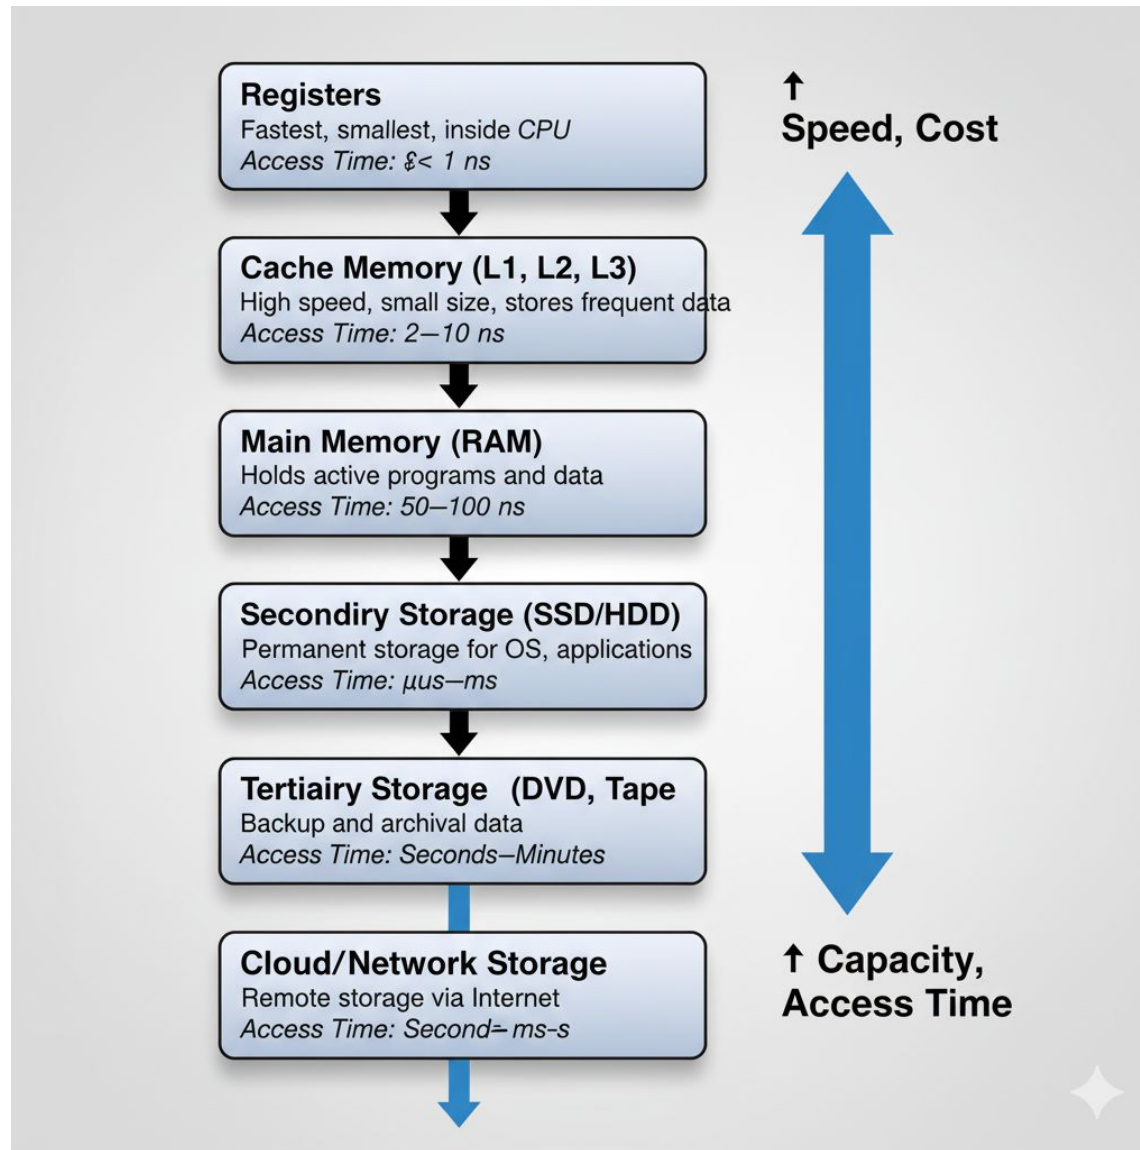 Registers
Fastest, smallest, inside CPU
Access Time: < 1 ns
Cache Memory (L1, L2, L3)
High speed, small size, stores frequent data
Access Time: 2–10 ns
Main Memory (RAM)
Holds active programs and data
Access Time: 50–100 ns
Secondiry Storage (SSD/HDD)
Permanent storage for OS, applications
Access Time: μus–ms
Tertiairy Storage (DVD, Tape
Backup and archival data
Access Time: Seconds–Minutes
Cloud/Network Storage
Remote storage via Internet
Access Time: Second ms-s
↑
Speed, Cost
↑ Capacity,
Access Time